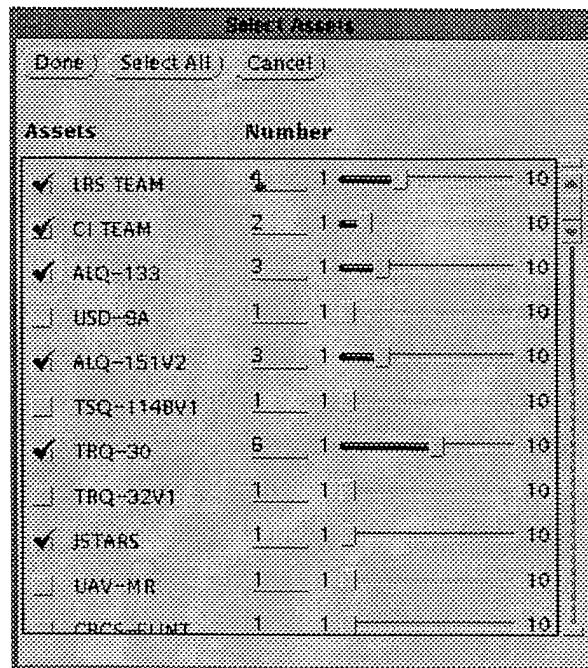 Select Assets
Done Select All Cancel
Assets Number
LRS TEAM 4 1 10
CI TEAM 2 1 10
ALQ-133 3 1 10
USD-9A 1 1 10
ALQ-151V2 3 1 10
TSQ-114BV1 1 1 10
TRQ-30 6 1 10
TRQ-32V1 1 1 10
JSTARS 1 1 10
UAV-MR 1 1 10
1 1 10